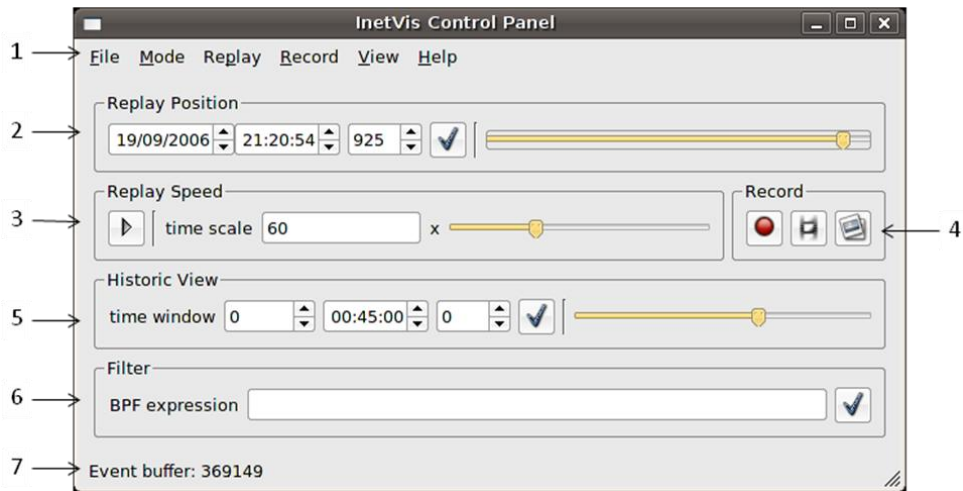 InetVis Control Panel
1
File Mode Replay Record View Help
Replay Position
2
19/09/2006 21:20:54 925
Replay Speed
Record
3
time scale 60 x
4
Historic View
5
time window 0 00:45:00 0
Filter
6
BPF expression
7
Event buffer: 369149